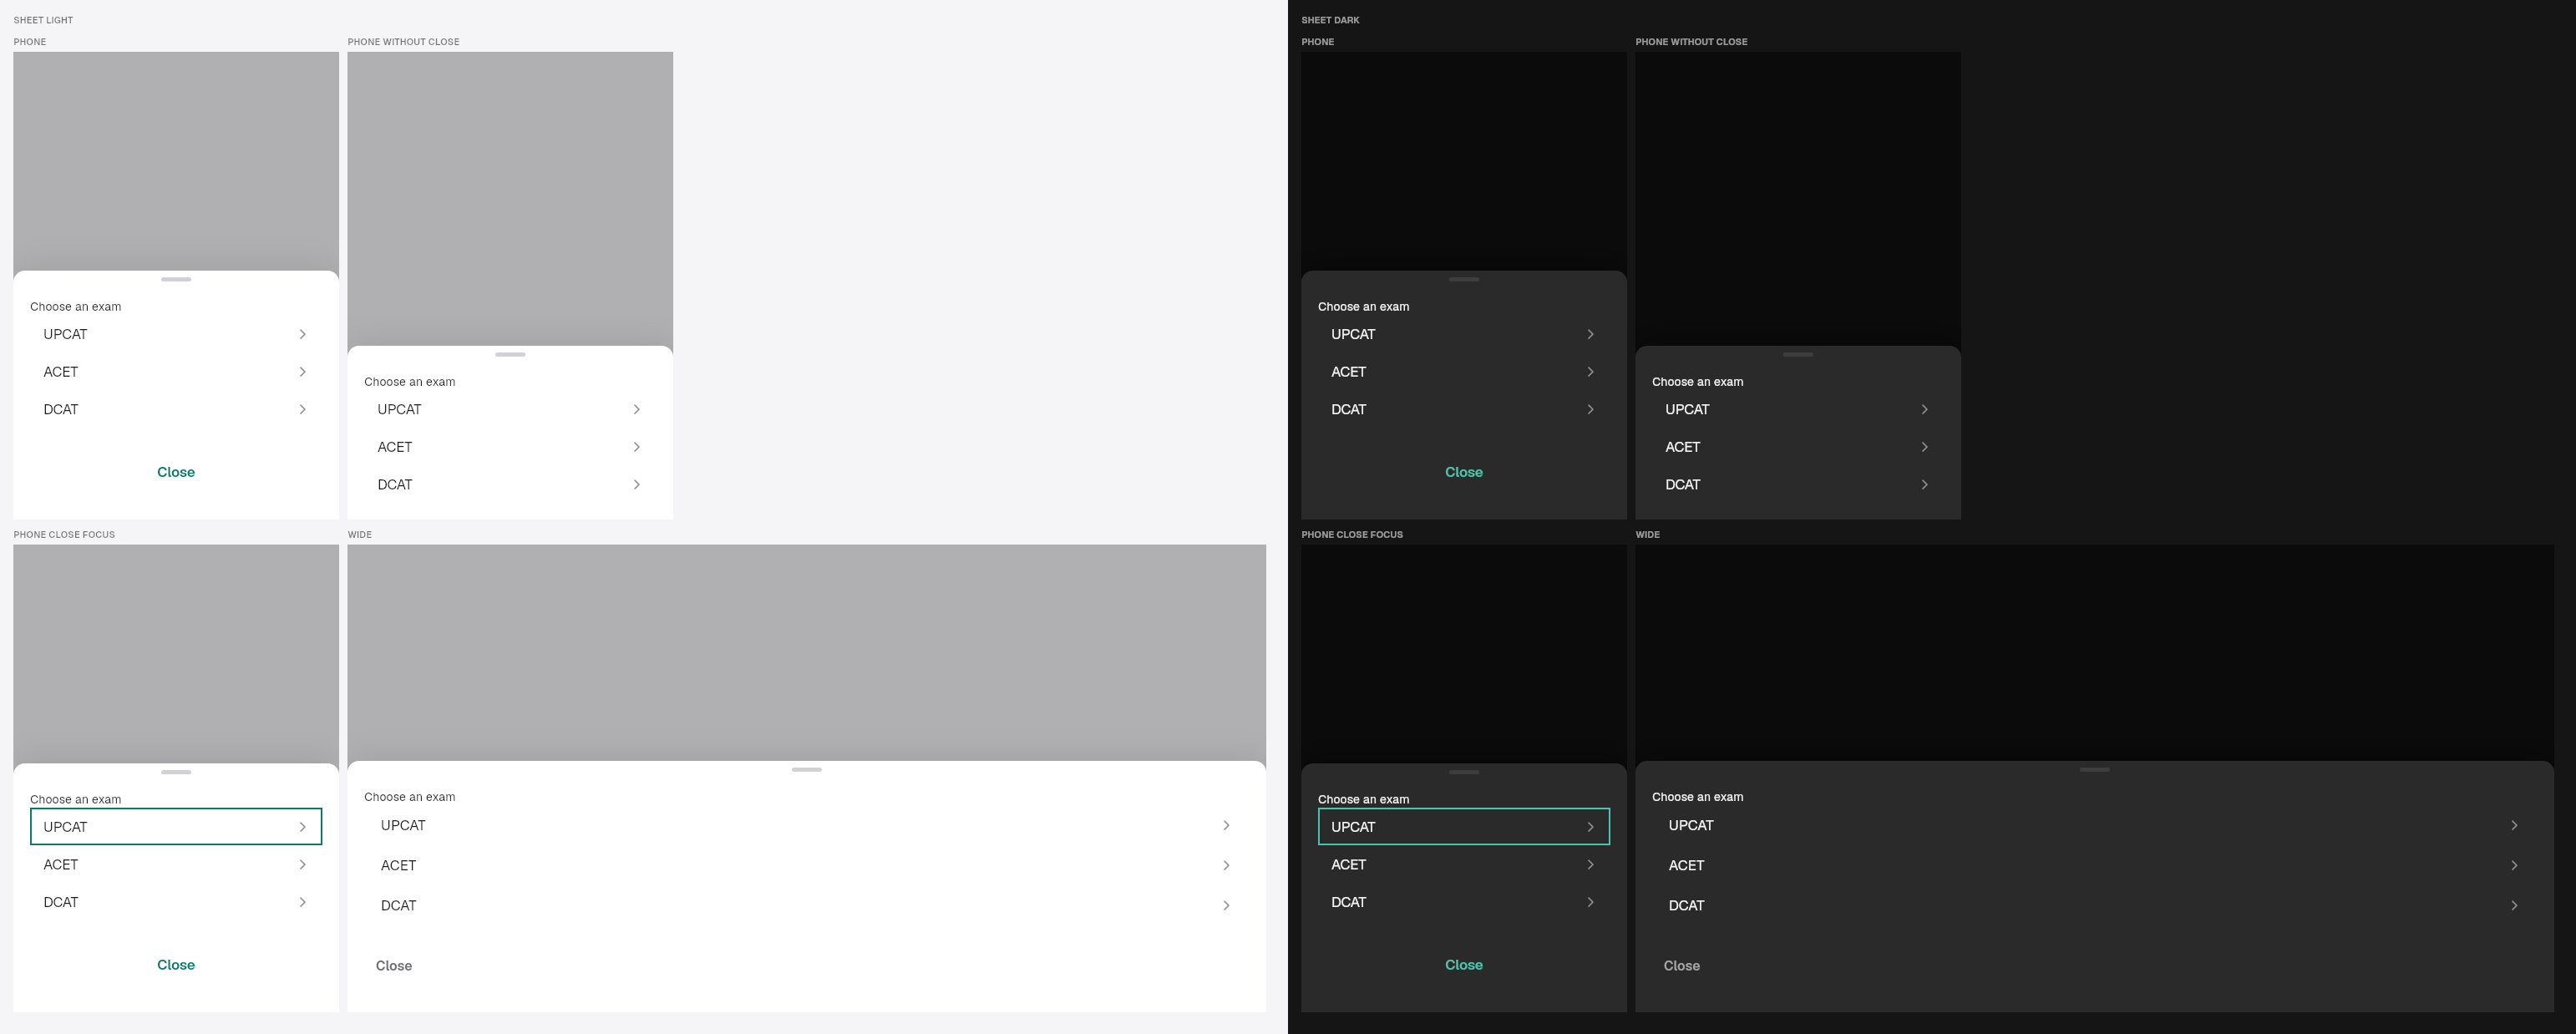 SHEET LIGHT
PHONE
Choose an exam
UPCAT
ACET
DCAT
Close
PHONE WITHOUT CLOSE
Choose an exam
UPCAT
ACET
DCAT
PHONE CLOSE FOCUS
Choose an exam
UPCAT
ACET
DCAT
Close
WIDE
Choose an exam
UPCAT
ACET
DCAT
Close
SHEET DARK
PHONE
Choose an exam
UPCAT
ACET
DCAT
Close
PHONE WITHOUT CLOSE
Choose an exam
UPCAT
ACET
DCAT
PHONE CLOSE FOCUS
Choose an exam
UPCAT
ACET
DCAT
Close
WIDE
Choose an exam
UPCAT
ACET
DCAT
Close